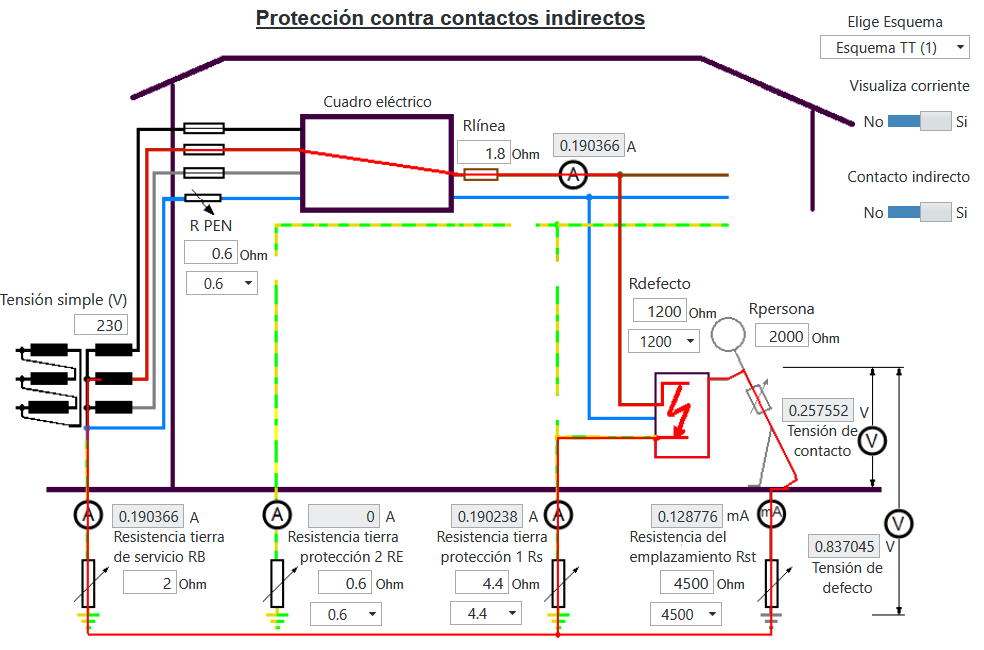 Protección contra contactos indirectos
Elige Esquema
Esquema TT (1)
Visualiza corriente
No Si
Contacto indirecto
No Si
Cuadro eléctrico
Rlínea
1.8 Ohm
0.190366 A
A
R PEN
0.6 Ohm
0.6
Tensión simple (V)
230
Rdefecto
1200 Ohm
1200
Rpersona
2000 Ohm
0.257552 V
Tensión de
contacto
V
V
0.837045 V
Tensión de
defecto
A
0.190366 A
Resistencia tierra
de servicio RB
2 Ohm
A
0 A
Resistencia tierra
protección 2 RE
0.6 Ohm
0.6
0.190238 A
A
Resistencia tierra
protección 1 Rs
4.4 Ohm
4.4
0.128776 mA
mA
Resistencia del
emplazamiento Rst
4500 Ohm
4500